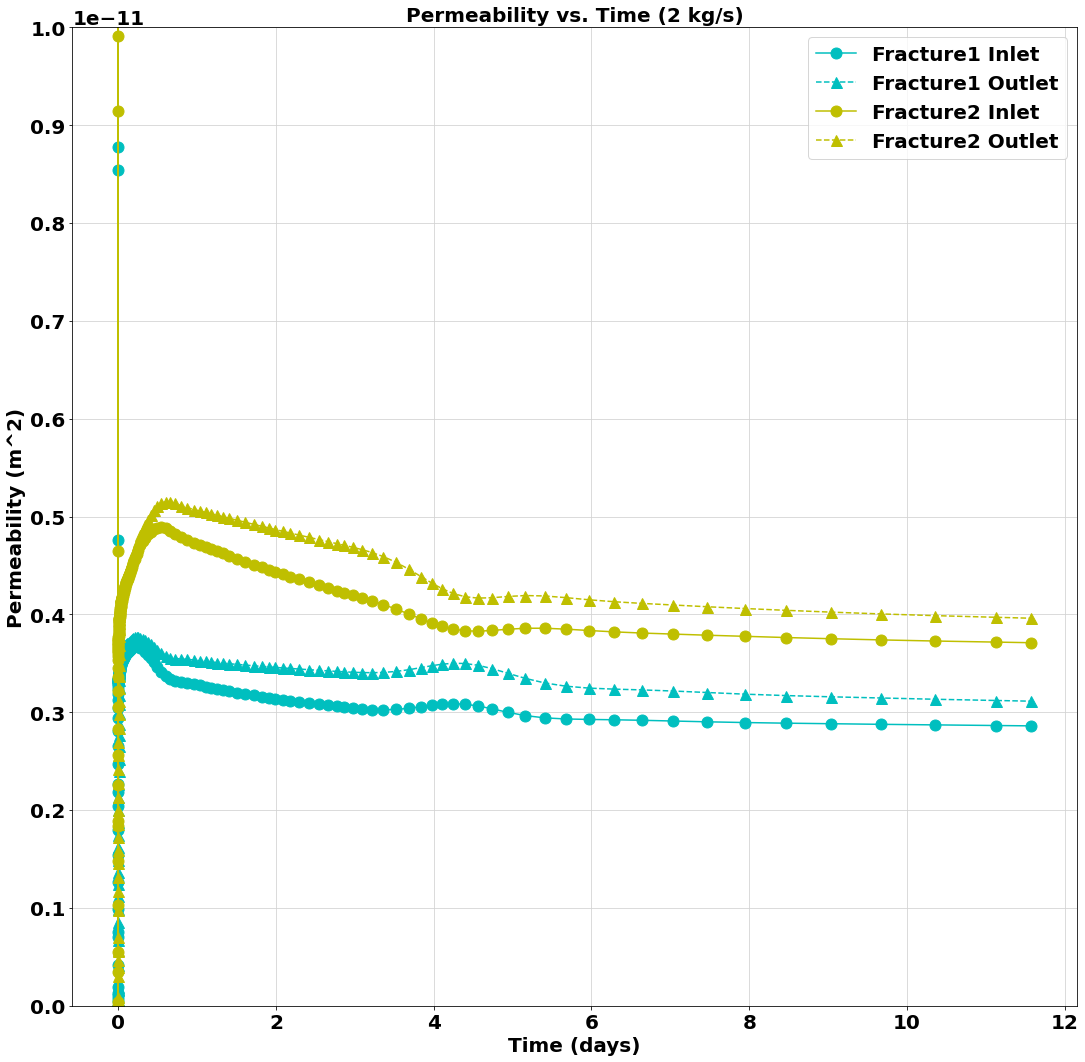 Permeability vs. Time (2 kg/s)
1e−11
Fracture1 Inlet
Fracture1 Outlet
Fracture2 Inlet
Fracture2 Outlet
Permeability (m^2)
1.0
0.9
0.8
0.7
0.6
0.5
0.4
0.3
0.2
0.1
0.0
0 2 4 6 8 10 12
Time (days)